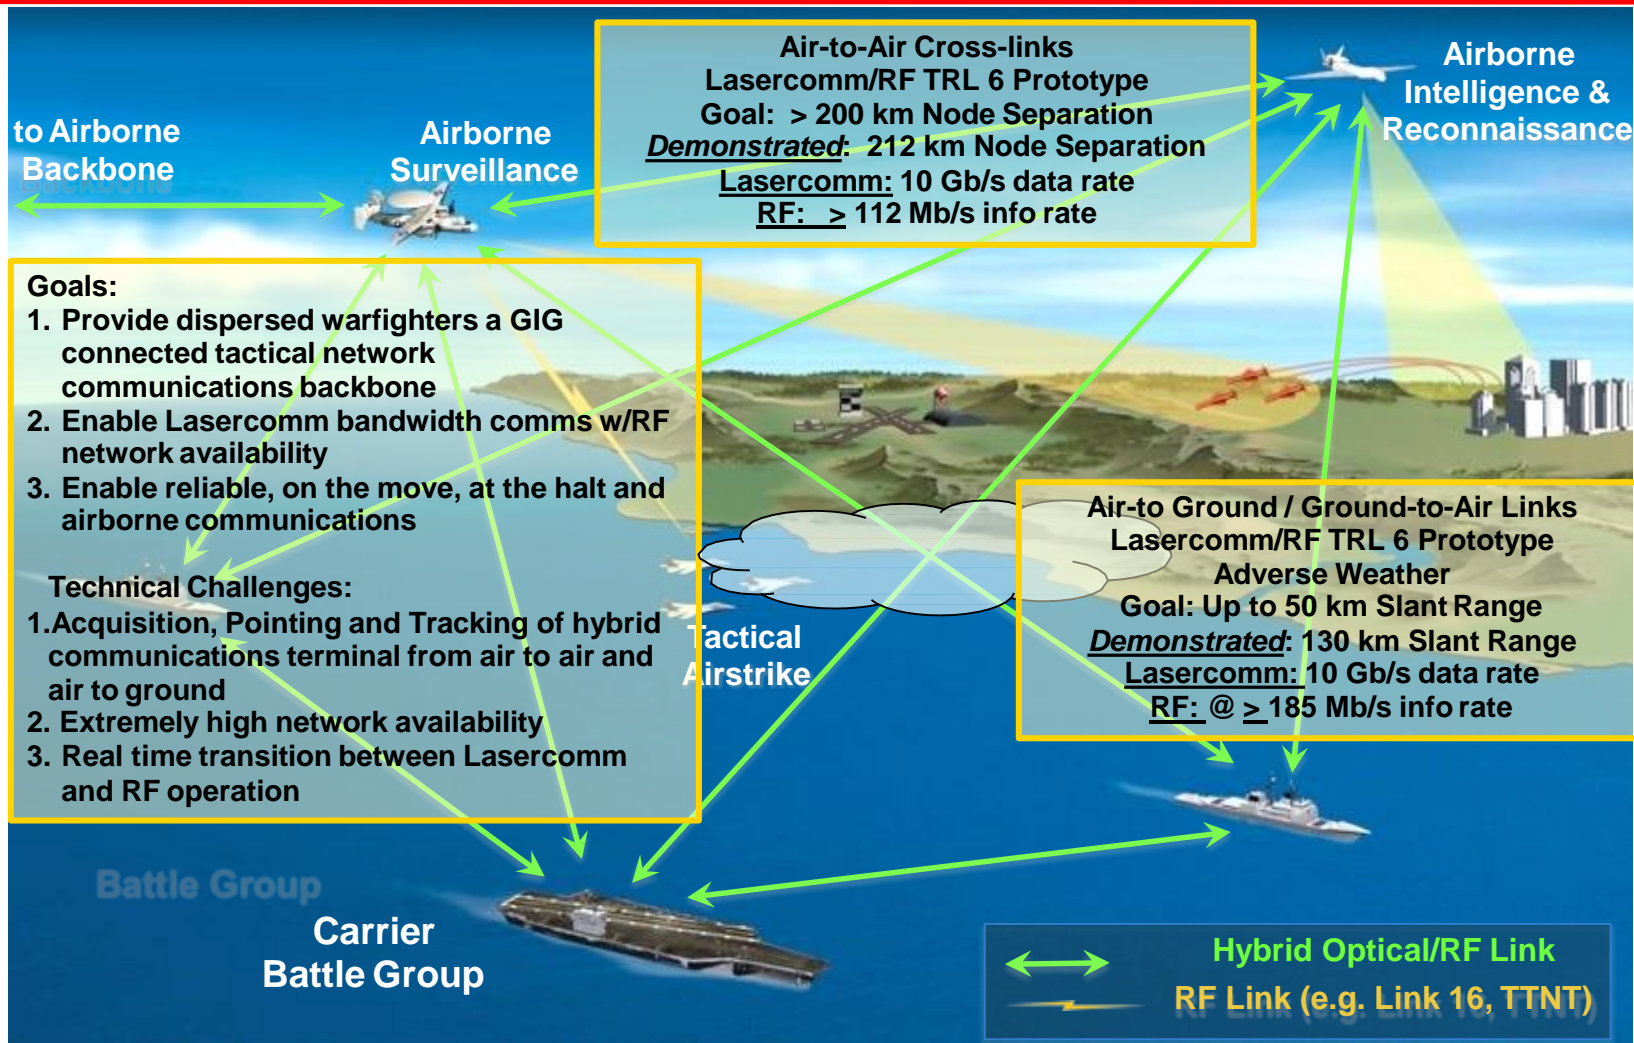 Air-to-Air Cross-links
Lasercomm/RF TRL 6 Prototype
Goal:  > 200 km Node Separation
Demonstrated:  212 km Node Separation
Lasercomm: 10 Gb/s data rate
RF:   > 112 Mb/s info rate
Airborne
Intelligence &
Reconnaissance
to Airborne
Backbone
Airborne
Surveillance
Goals:
1. Provide dispersed warfighters a GIG
connected tactical network
communications backbone
2. Enable Lasercomm bandwidth comms w/RF
network availability
3. Enable reliable, on the move, at the halt and
airborne communications
Technical Challenges:
1.Acquisition, Pointing and Tracking of hybrid
communications terminal from air to air and
air to ground
2. Extremely high network availability
3. Real time transition between Lasercomm
and RF operation
Air-to Ground / Ground-to-Air Links
Lasercomm/RF TRL 6 Prototype
Adverse Weather
Goal: Up to 50 km Slant Range
Demonstrated: 130 km Slant Range
Lasercomm: 10 Gb/s data rate
RF: @ > 185 Mb/s info rate
Tactical
Airstrike
Battle Group
Carrier
Battle Group
Hybrid Optical/RF Link
RF Link (e.g. Link 16, TTNT)